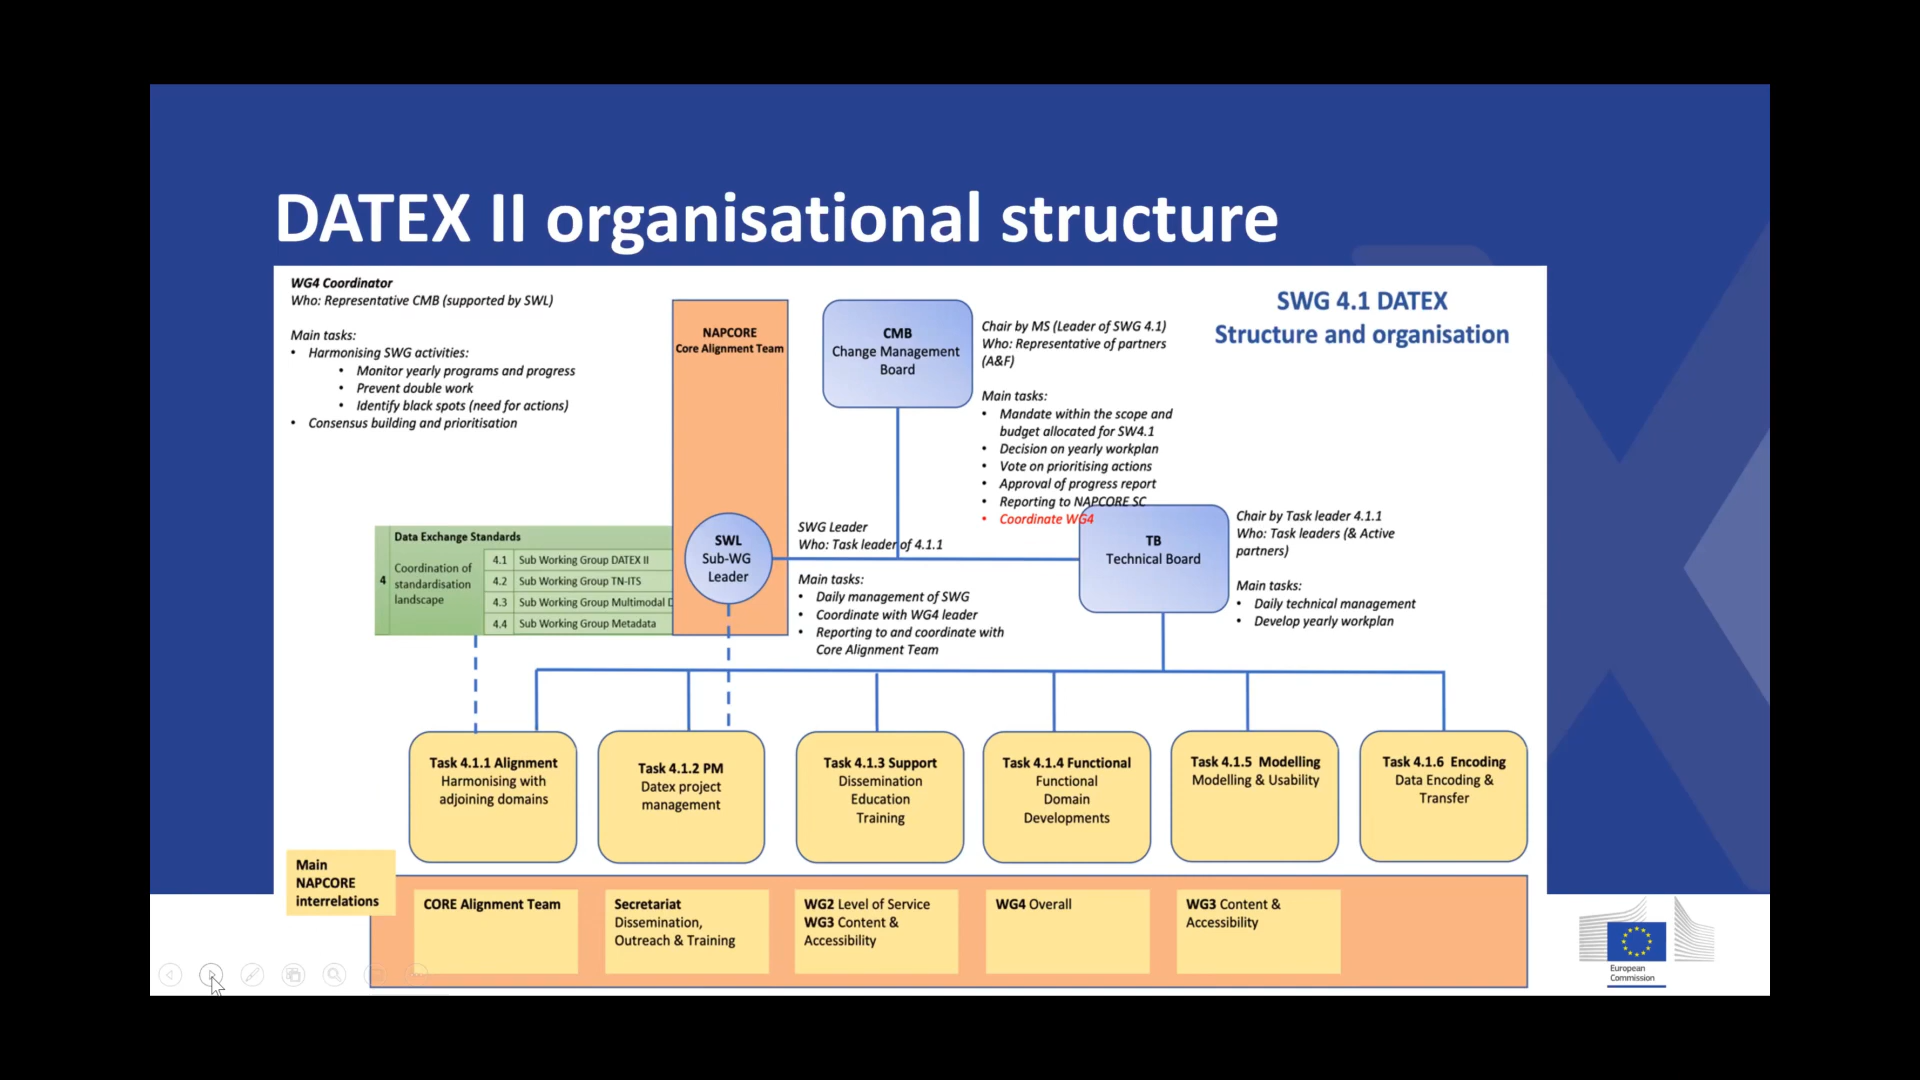 DATEX II organisational structure
WG4 Coordinator
Who: Representative CMB (supported by SWL)
Main tasks:
• Harmonising SWG activities:
• Monitor yearly programs and progress
• Prevent double work
• Identify black spots (need for actions)
• Consensus building and prioritisation
NAPCORE
Core Alignment Team
CMB
Change Management
Board
Chair by MS (Leader of SWG 4.1)
Who: Representative of partners
(A&F)
Main tasks:
• Mandate within the scope and
budget allocated for SW4.1
• Decision on yearly workplan
• Vote on prioritising actions
• Approval of progress report
• Reporting to NAPCORE SC
• Coordinate WG4
SWG 4.1 DATEX
Structure and organisation
Data Exchange Standards
4
Coordination of
standardisation
landscape
4.1 Sub Working Group DATEX II
4.2 Sub Working Group TN-ITS
4.3 Sub Working Group Multimodal D
4.4 Sub Working Group Metadata
SWL
Sub-WG
Leader
SWG Leader
Who: Task leader of 4.1.1
Main tasks:
• Daily management of SWG
• Coordinate with WG4 leader
• Reporting to and coordinate with
Core Alignment Team
TB
Technical Board
Chair by Task leader 4.1.1
Who: Task leaders (& Active
partners)
Main tasks:
• Daily technical management
• Develop yearly workplan
Task 4.1.1 Alignment
Harmonising with
adjoining domains
Task 4.1.2 PM
Datex project
management
Task 4.1.3 Support
Dissemination
Education
Training
Task 4.1.4 Functional
Functional
Domain
Developments
Task 4.1.5 Modelling
Modelling & Usability
Task 4.1.6 Encoding
Data Encoding &
Transfer
Main
NAPCORE
interrelations
CORE Alignment Team
Secretariat
Dissemination,
Outreach & Training
WG2 Level of Service
WG3 Content &
Accessibility
WG4 Overall
WG3 Content &
Accessibility
European
Commission